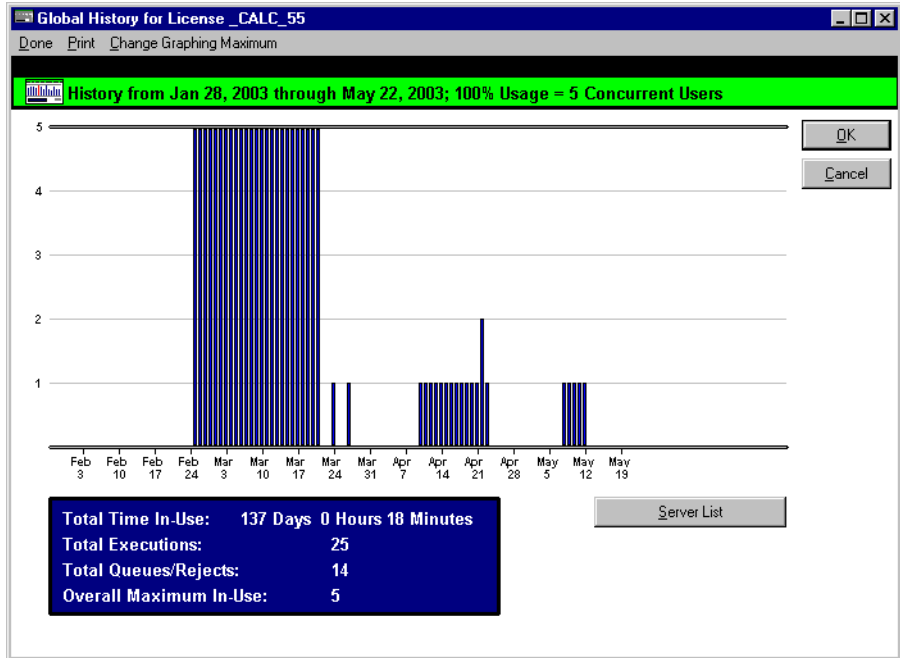 Global History for License _CALC_55
Done Print Change Graphing Maximum
History from Jan 28, 2003 through May 22, 2003; 100% Usage = 5 Concurrent Users
OK
Cancel
5
4
3
2
1
Feb 3 Feb 10 Feb 17 Feb 24 Mar 3 Mar 10 Mar 17 Mar 24 Mar 31 Apr 7 Apr 14 Apr 21 Apr 28 May 5 May 12 May 19
Total Time In-Use: 137 Days 0 Hours 18 Minutes
Total Executions: 25
Total Queues/Rejects: 14
Overall Maximum In-Use: 5
Server List